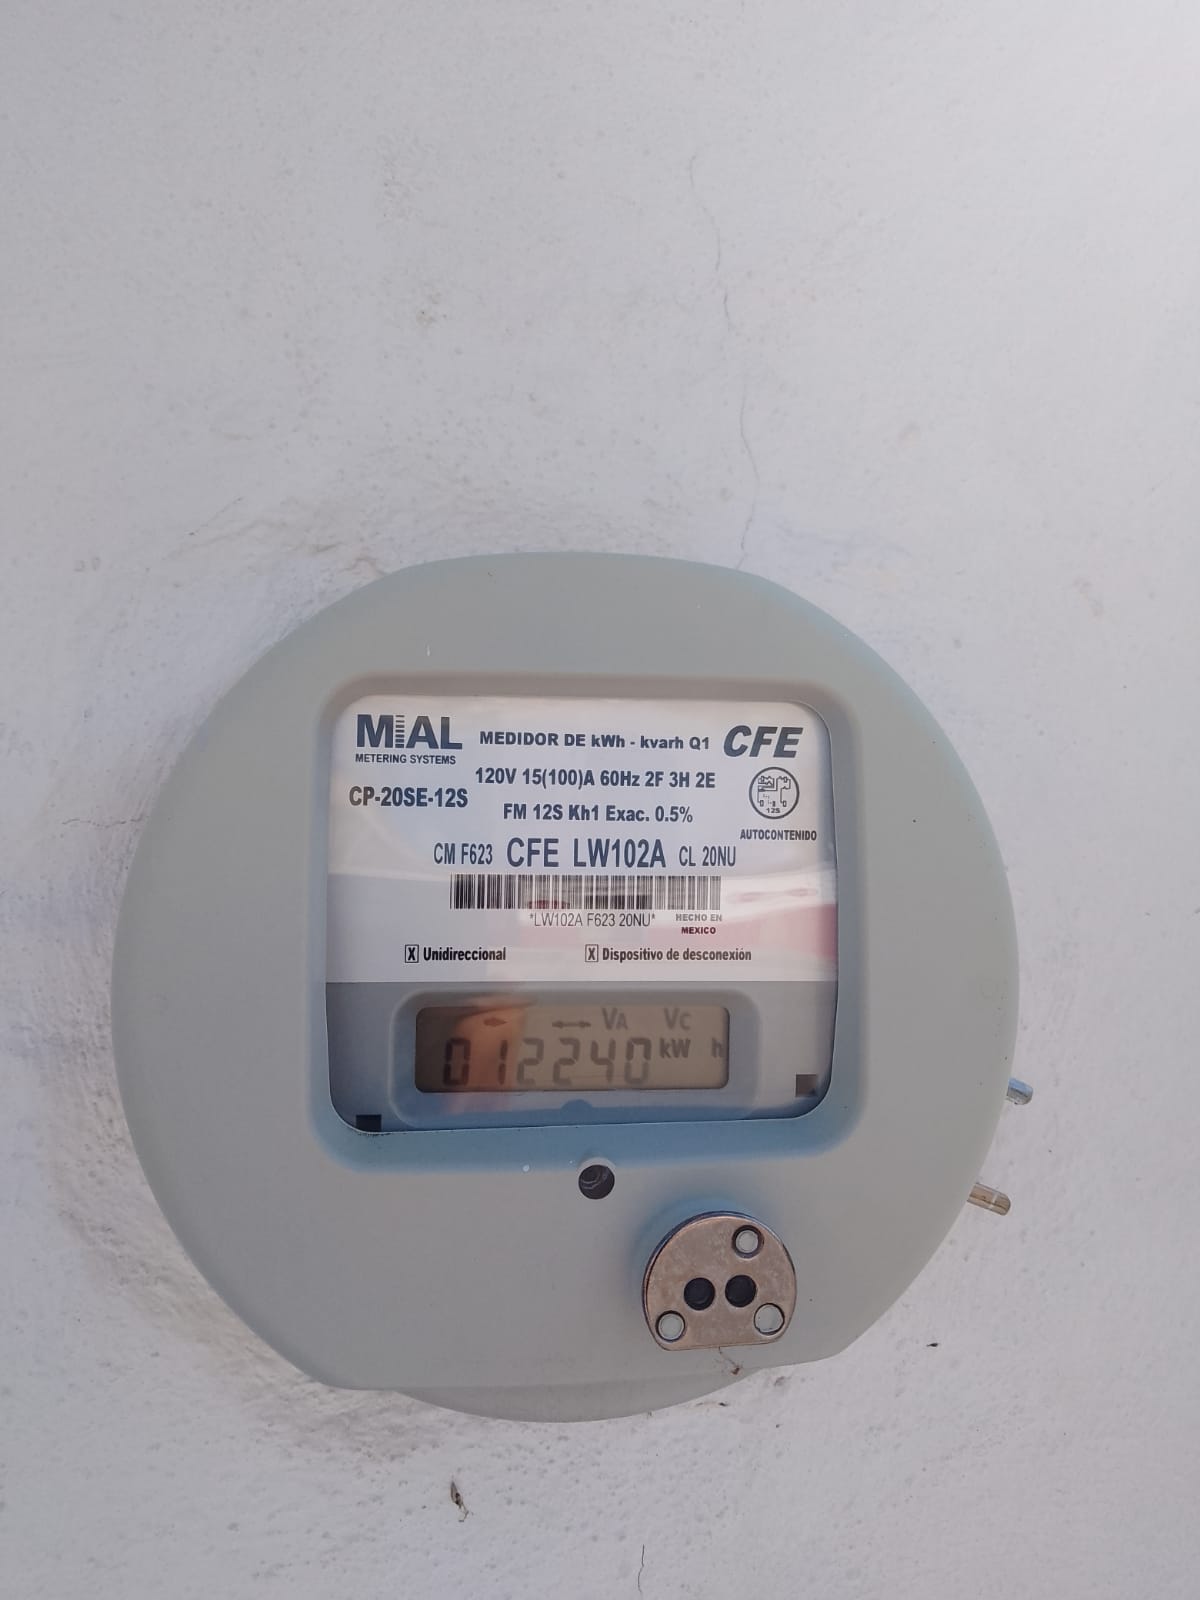 MIAL
METERING SYSTEMS
MEDIDOR DE kWh - kvarh Q1
CFE
120V 15(100)A 60Hz 2F 3H 2E
CP-20SE-12S
FM 12S Kh1 Exac. 0.5%
12S
AUTOCONTENIDO
CM F623 CFE LW102A CL 20NU
*LW102A F623 20NU*
HECHO EN
MEXICO
X Unidireccional
X Dispositivo de desconexión
VA VC
012240 kW h